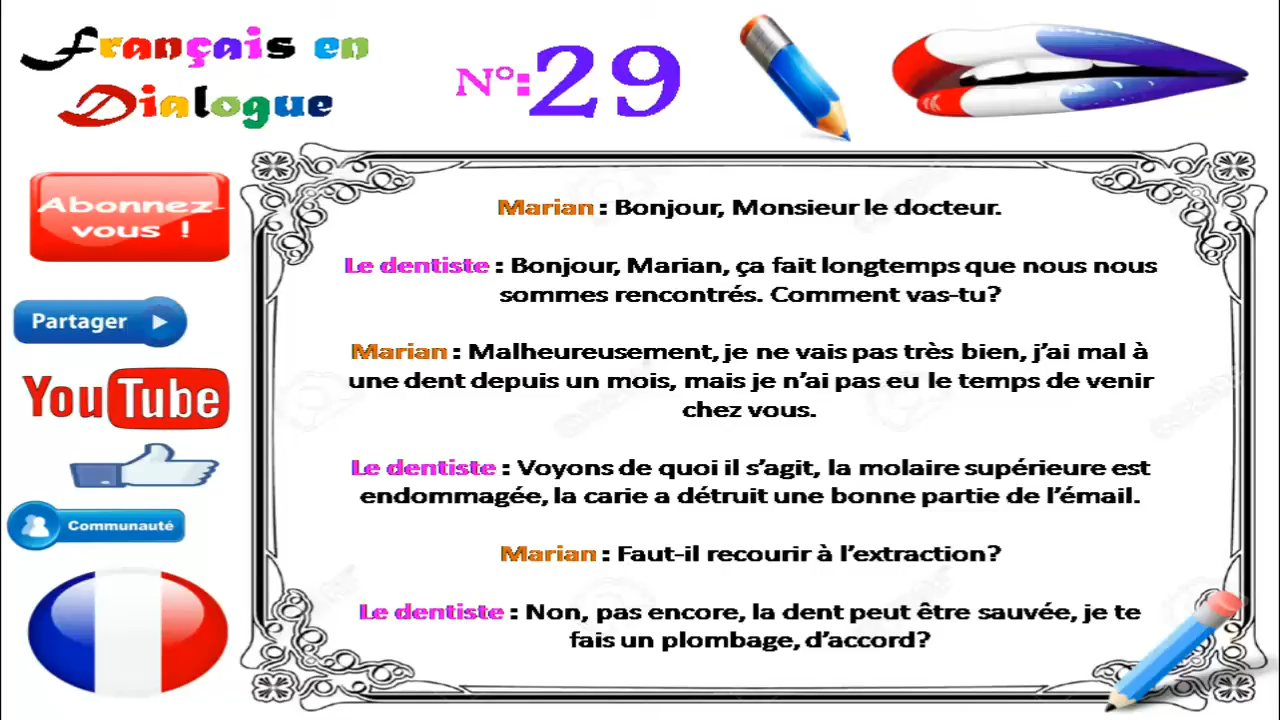 Français en
Dialogue
N°:29
Abonnez-
vous !
Partager
YouTube
Communauté
Marian : Bonjour, Monsieur le docteur.
Le dentiste : Bonjour, Marian, ça fait longtemps que nous nous
sommes rencontrés. Comment vas-tu?
Marian : Malheureusement, je ne vais pas très bien, j’ai mal à
une dent depuis un mois, mais je n’ai pas eu le temps de venir
chez vous.
Le dentiste : Voyons de quoi il s’agit, la molaire supérieure est
endommagée, la carie a détruit une bonne partie de l’émail.
Marian : Faut-il recourir à l’extraction?
Le dentiste : Non, pas encore, la dent peut être sauvée, je te
fais un plombage, d’accord?